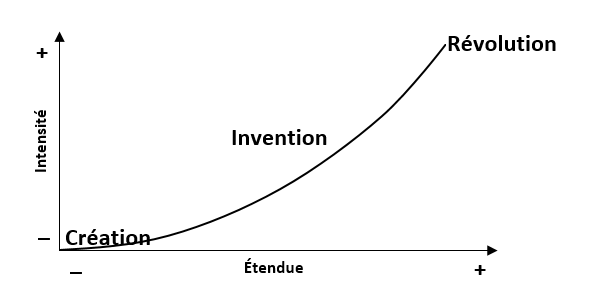 Révolution
+
Invention
Intensité
Création
–
Étendue
–
+